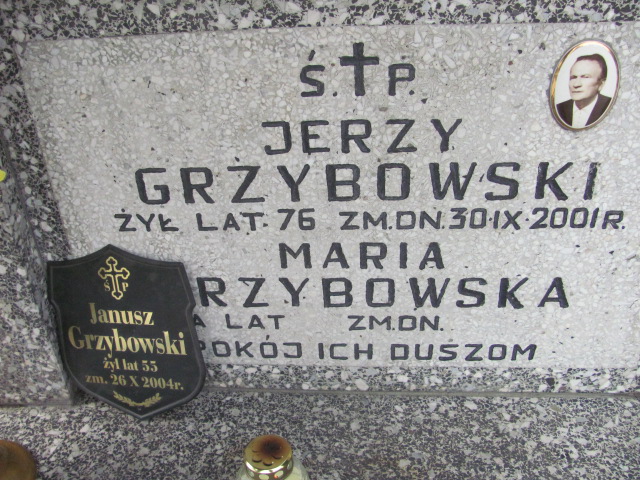 Ś.✝P.
JERZY
GRZYBOWSKI
ŻYŁ LAT 76 ZM.DN.30·IX·2001R.
MARIA
RZYBOWSKA
A LAT ZM.DN.
POKÓJ ICH DUSZOM
Ś P
Janusz
Grzybowski
żył lat 55
zm. 26 X 2004r.